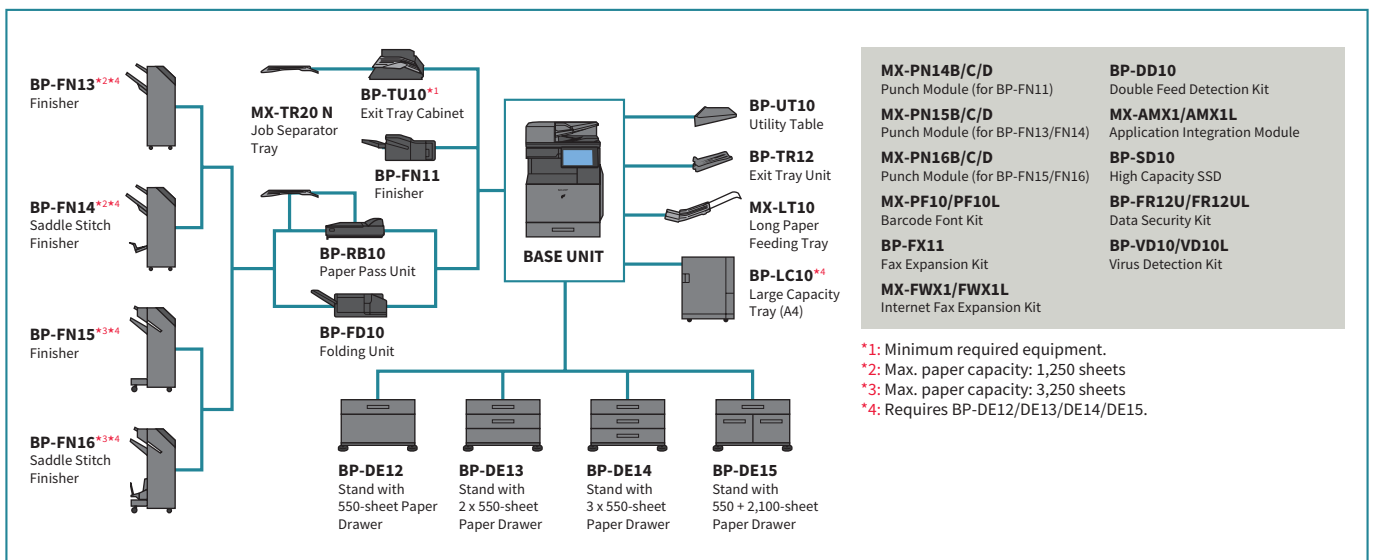 BP-FN13*2*4
Finisher
BP-FN14*2*4
Saddle Stitch
Finisher
BP-FN15*3*4
Finisher
BP-FN16*3*4
Saddle Stitch
Finisher
MX-TR20 N
Job Separator
Tray
BP-TU10*1
Exit Tray Cabinet
BP-FN11
Finisher
BP-RB10
Paper Pass Unit
BP-FD10
Folding Unit
BASE UNIT
BP-UT10
Utility Table
BP-TR12
Exit Tray Unit
MX-LT10
Long Paper
Feeding Tray
BP-LC10*4
Large Capacity
Tray (A4)
BP-DE12
Stand with
550-sheet Paper
Drawer
BP-DE13
Stand with
2 x 550-sheet
Paper Drawer
BP-DE14
Stand with
3 x 550-sheet
Paper Drawer
BP-DE15
Stand with
550 + 2,100-sheet
Paper Drawer
MX-PN14B/C/D
Punch Module (for BP-FN11)
MX-PN15B/C/D
Punch Module (for BP-FN13/FN14)
MX-PN16B/C/D
Punch Module (for BP-FN15/FN16)
MX-PF10/PF10L
Barcode Font Kit
BP-FX11
Fax Expansion Kit
MX-FWX1/FWX1L
Internet Fax Expansion Kit
BP-DD10
Double Feed Detection Kit
MX-AMX1/AMX1L
Application Integration Module
BP-SD10
High Capacity SSD
BP-FR12U/FR12UL
Data Security Kit
BP-VD10/VD10L
Virus Detection Kit
*1: Minimum required equipment.
*2: Max. paper capacity: 1,250 sheets
*3: Max. paper capacity: 3,250 sheets
*4: Requires BP-DE12/DE13/DE14/DE15.